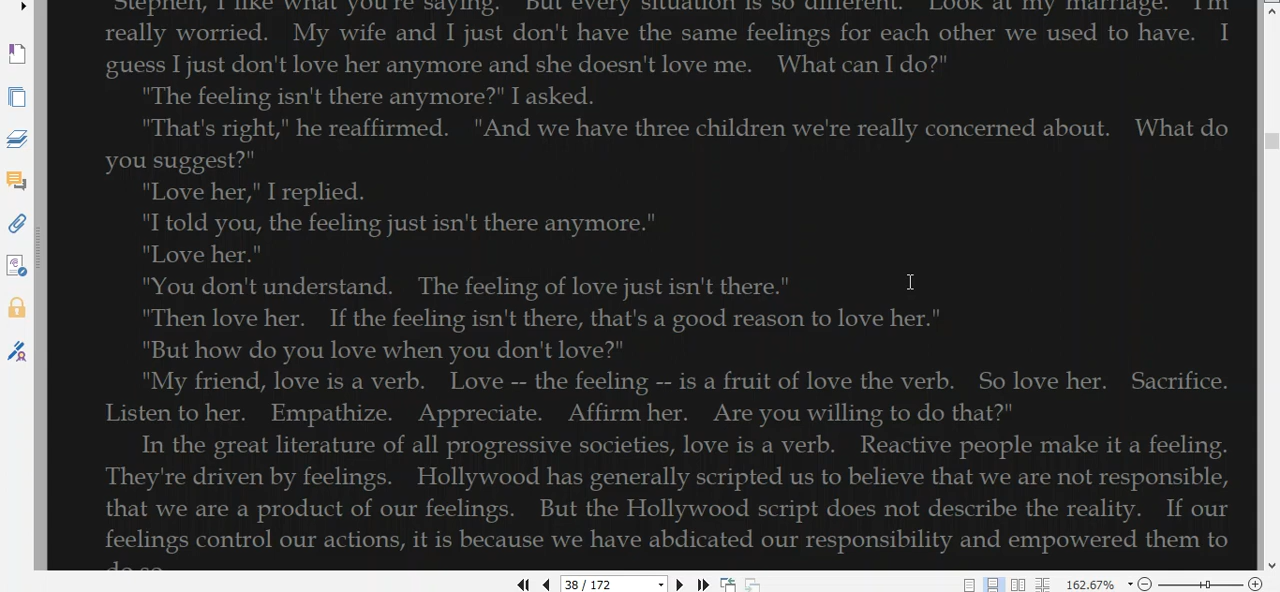 "Stephen, I like what you're saying. But every situation is so different. Look at my marriage. I'm
really worried. My wife and I just don't have the same feelings for each other we used to have. I
guess I just don't love her anymore and she doesn't love me. What can I do?"
"The feeling isn't there anymore?" I asked.
"That's right," he reaffirmed. "And we have three children we're really concerned about. What do
you suggest?"
"Love her," I replied.
"I told you, the feeling just isn't there anymore."
"Love her."
"You don't understand. The feeling of love just isn't there."
"Then love her. If the feeling isn't there, that's a good reason to love her."
"But how do you love when you don't love?"
"My friend, love is a verb. Love -- the feeling -- is a fruit of love the verb. So love her. Sacrifice.
Listen to her. Empathize. Appreciate. Affirm her. Are you willing to do that?"
In the great literature of all progressive societies, love is a verb. Reactive people make it a feeling.
They're driven by feelings. Hollywood has generally scripted us to believe that we are not responsible,
that we are a product of our feelings. But the Hollywood script does not describe the reality. If our
feelings control our actions, it is because we have abdicated our responsibility and empowered them to
do so.
38 / 172
162.67%